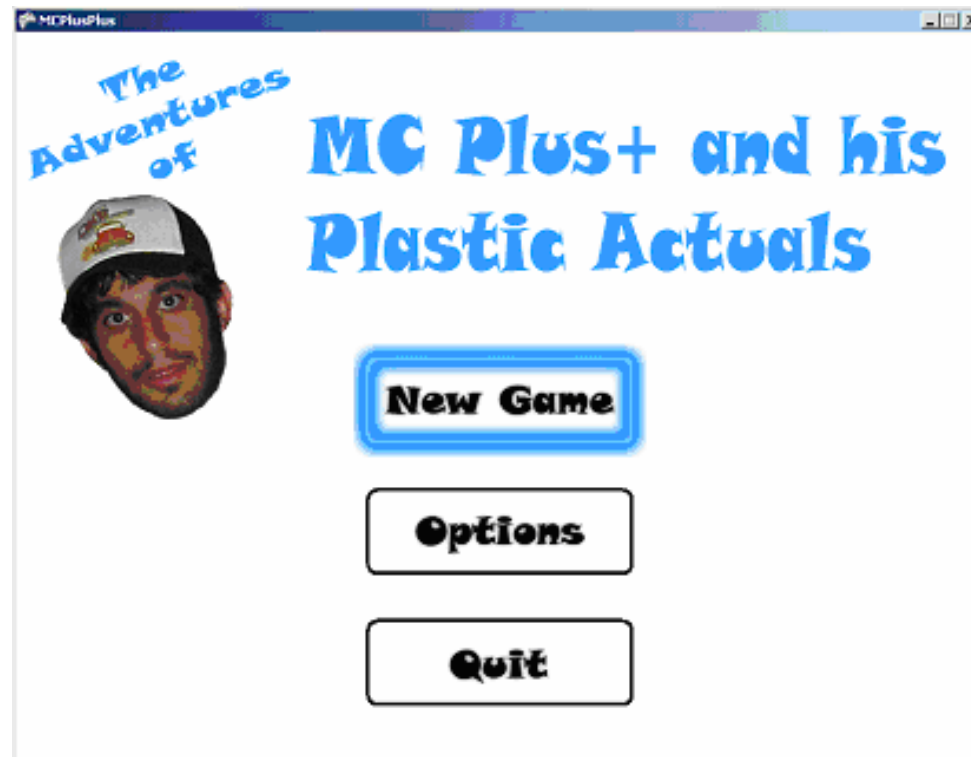 MCPlusPlus
The
Adventures
of
MC Plus+ and his
Plastic Actuals
New Game
Options
Quit